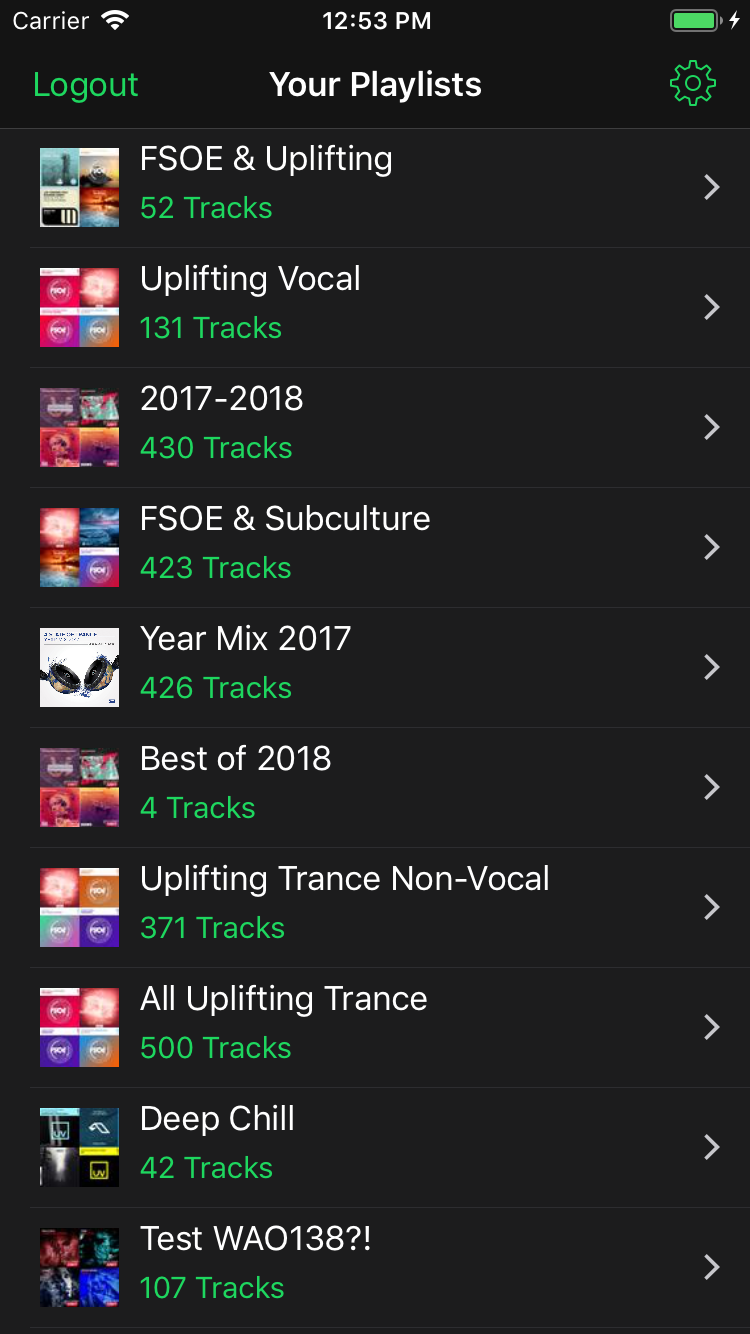 Carrier 12:53 PM
Logout Your Playlists
FSOE & Uplifting
52 Tracks
Uplifting Vocal
131 Tracks
2017-2018
430 Tracks
FSOE & Subculture
423 Tracks
Year Mix 2017
426 Tracks
Best of 2018
4 Tracks
Uplifting Trance Non-Vocal
371 Tracks
All Uplifting Trance
500 Tracks
Deep Chill
42 Tracks
Test WAO138?!
107 Tracks